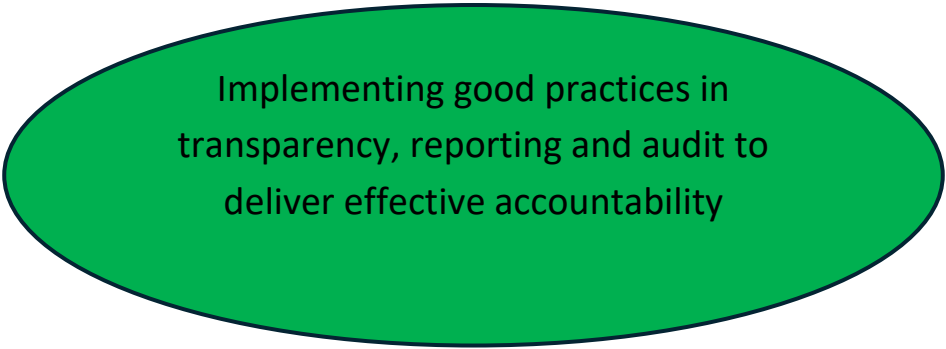 Implementing good practices in
transparency, reporting and audit to
deliver effective accountability